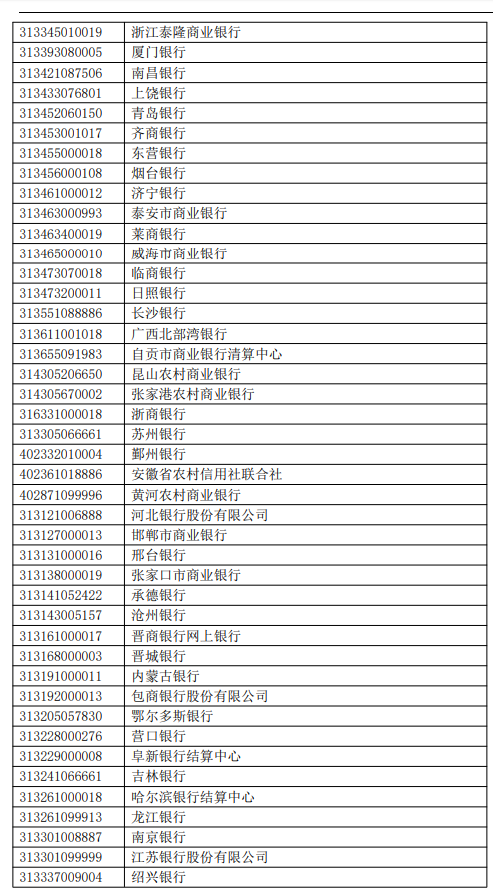 313345010019 浙江泰隆商业银行
313393080005 厦门银行
313421087506 南昌银行
313433076801 上饶银行
313452060150 青岛银行
313453001017 齐商银行
313455000018 东营银行
313456000108 烟台银行
313461000012 济宁银行
313463000993 泰安市商业银行
313463400019 莱商银行
313465000010 威海市商业银行
313473070018 临商银行
313473200011 日照银行
313551088886 长沙银行
313611001018 广西北部湾银行
313655091983 自贡市商业银行清算中心
314305206650 昆山农村商业银行
314305670002 张家港农村商业银行
316331000018 浙商银行
313305066661 苏州银行
402332010004 鄞州银行
402361018886 安徽省农村信用社联合社
402871099996 黄河农村商业银行
313121006888 河北银行股份有限公司
313127000013 邯郸市商业银行
313131000016 邢台银行
313138000019 张家口市商业银行
313141052422 承德银行
313143005157 沧州银行
313161000017 晋商银行网上银行
313168000003 晋城银行
313191000011 内蒙古银行
313192000013 包商银行股份有限公司
313205057830 鄂尔多斯银行
313228000276 营口银行
313229000008 阜新银行结算中心
313241066661 吉林银行
313261000018 哈尔滨银行结算中心
313261099913 龙江银行
313301008887 南京银行
313301099999 江苏银行股份有限公司
313337009004 绍兴银行